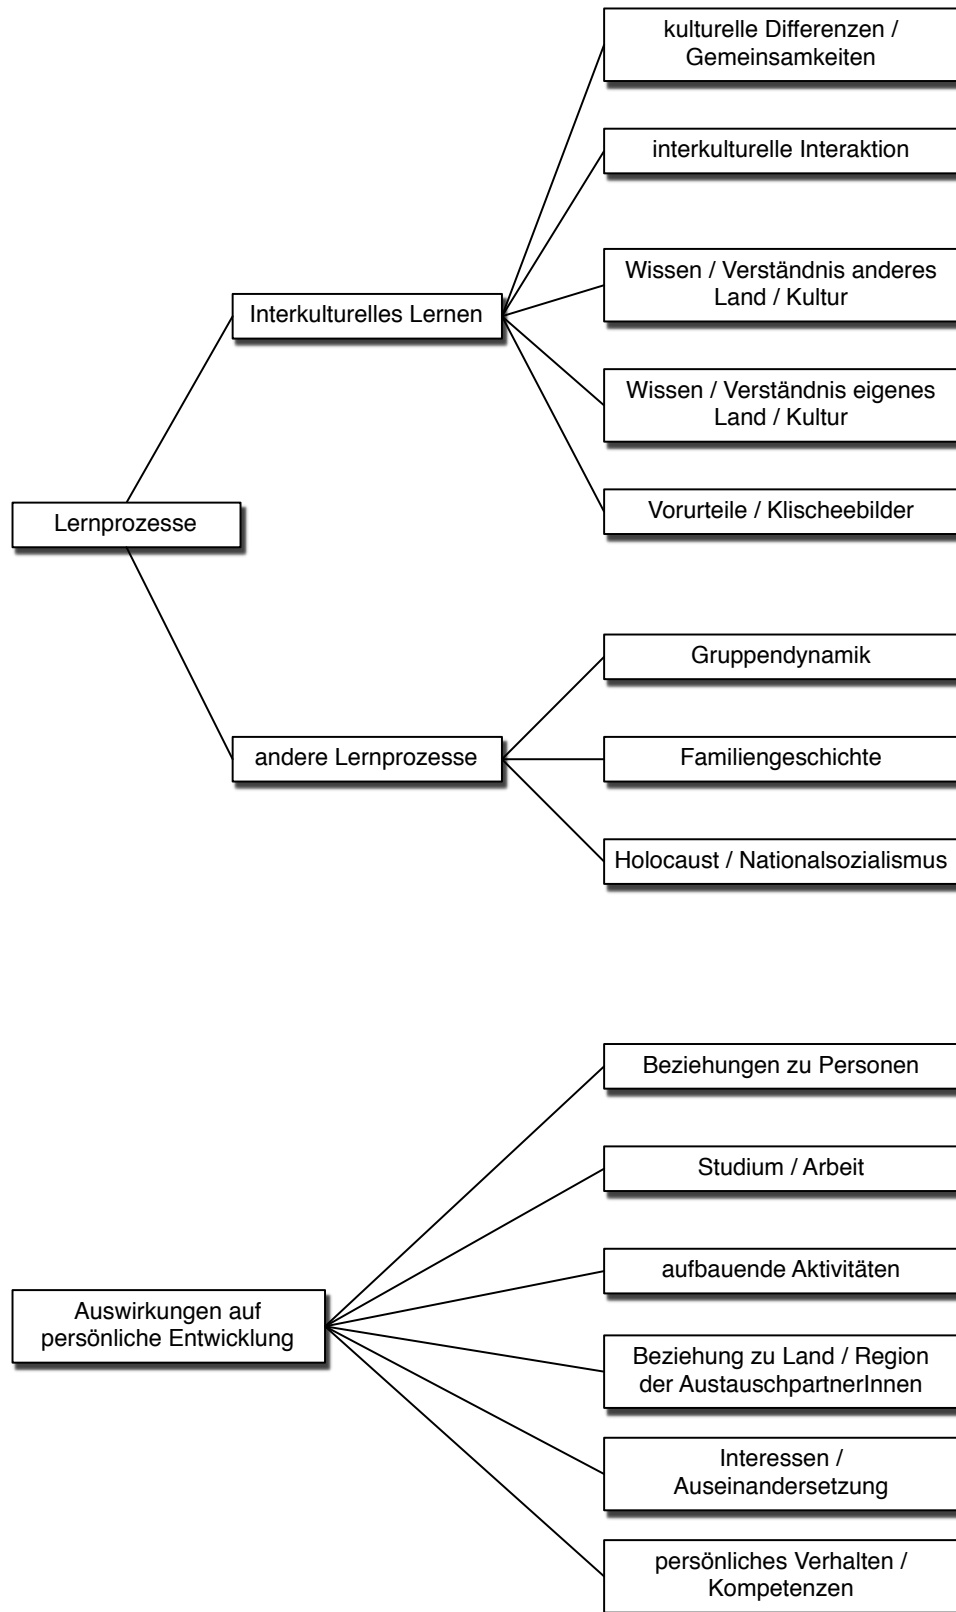 kulturelle Differenzen /
Gemeinsamkeiten
interkulturelle Interaktion
Wissen / Verständnis anderes
Land / Kultur
Interkulturelles Lernen
Wissen / Verständnis eigenes
Land / Kultur
Vorurteile / Klischeebilder
Lernprozesse
Gruppendynamik
andere Lernprozesse
Familiengeschichte
Holocaust / Nationalsozialismus
Beziehungen zu Personen
Studium / Arbeit
aufbauende Aktivitäten
Auswirkungen auf
persönliche Entwicklung
Beziehung zu Land / Region
der AustauschpartnerInnen
Interessen /
Auseinandersetzung
persönliches Verhalten /
Kompetenzen